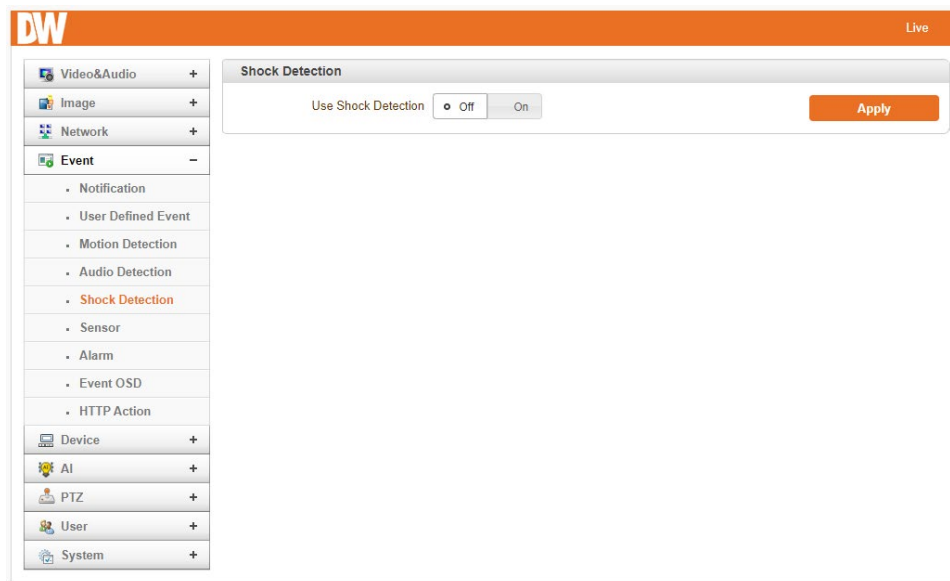 DW
Live
Video&Audio +
Image +
Network +
Event −
Notification
User Defined Event
Motion Detection
Audio Detection
Shock Detection
Sensor
Alarm
Event OSD
HTTP Action
Device +
AI +
PTZ +
User +
System +
Shock Detection
Use Shock Detection Off On
Apply